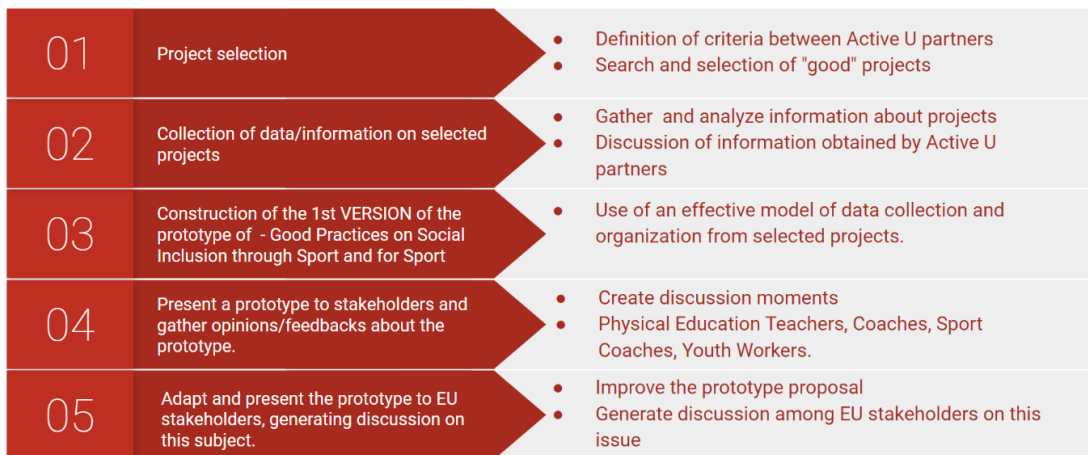 01
Project selection
● Definition of criteria between Active U partners
● Search and selection of "good" projects
02
Collection of data/information on selected
projects
● Gather and analyze information about projects
● Discussion of information obtained by Active U
partners
03
Construction of the 1st VERSION of the
prototype of - Good Practices on Social
Inclusion through Sport and for Sport
● Use of an effective model of data collection and
organization from selected projects.
04
Present a prototype to stakeholders and
gather opinions/feedbacks about the
prototype.
● Create discussion moments
● Physical Education Teachers, Coaches, Sport
Coaches, Youth Workers.
05
Adapt and present the prototype to EU
stakeholders, generating discussion on
this subject.
● Improve the prototype proposal
● Generate discussion among EU stakeholders on this
issue